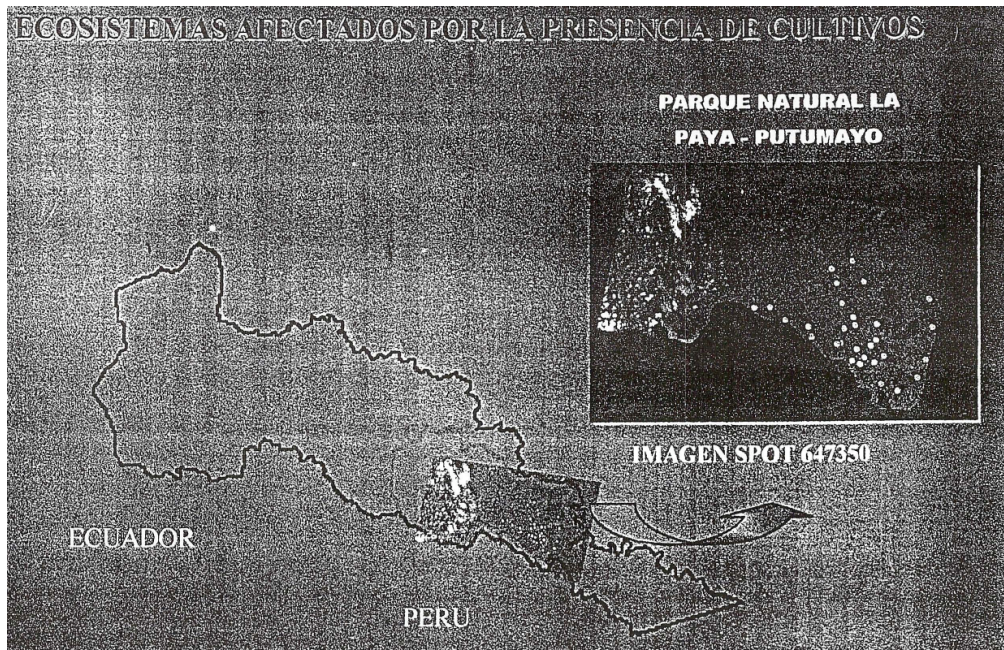 ECOSISTEMAS AFECTADOS POR LA PRESENCIA DE CULTIVOS
PARQUE NATURAL LA
PAYA - PUTUMAYO
IMAGEN SPOT 647350
ECUADOR
PERU